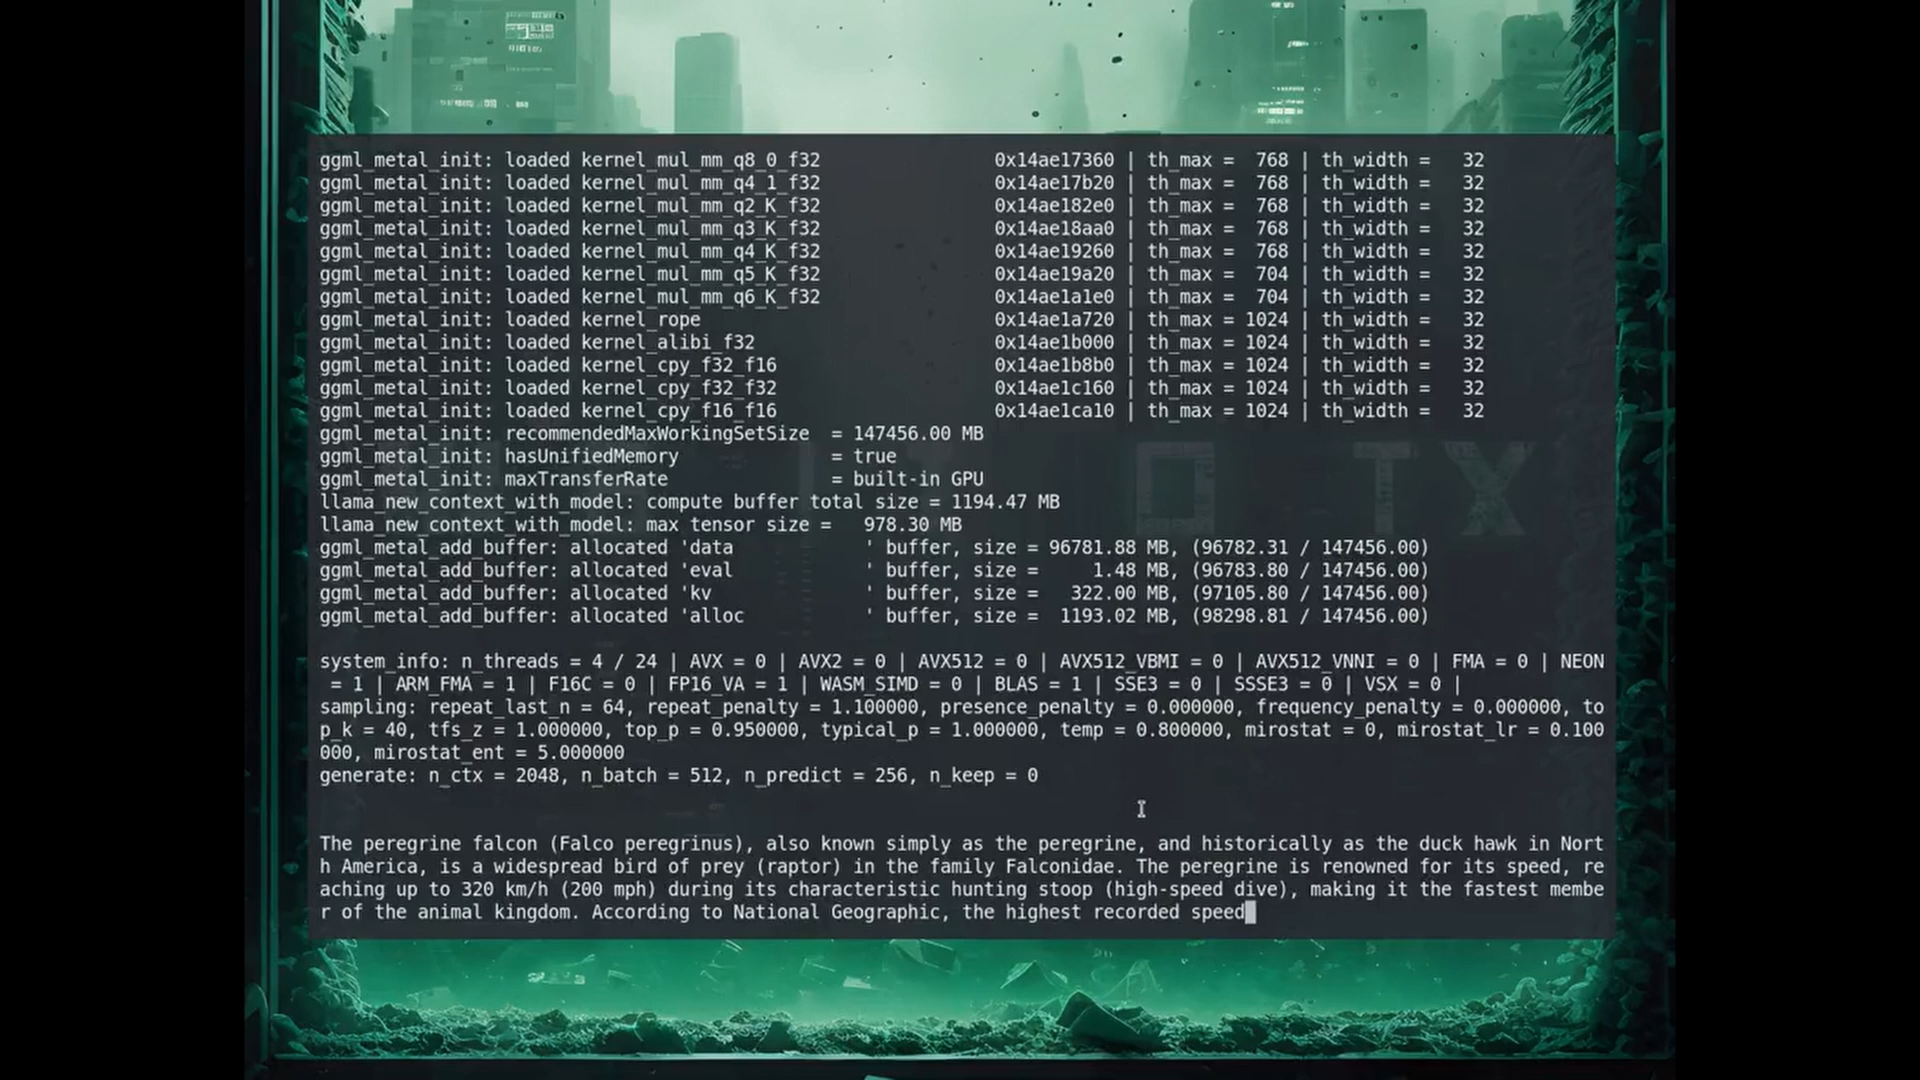 ggml_metal_init: loaded kernel_mul_mm_q8_0_f32                0x14ae17360 | th_max =  768 | th_width =   32
ggml_metal_init: loaded kernel_mul_mm_q4_1_f32                0x14ae17b20 | th_max =  768 | th_width =   32
ggml_metal_init: loaded kernel_mul_mm_q2_K_f32                0x14ae182e0 | th_max =  768 | th_width =   32
ggml_metal_init: loaded kernel_mul_mm_q3_K_f32                0x14ae18aa0 | th_max =  768 | th_width =   32
ggml_metal_init: loaded kernel_mul_mm_q4_K_f32                0x14ae19260 | th_max =  768 | th_width =   32
ggml_metal_init: loaded kernel_mul_mm_q5_K_f32                0x14ae19a20 | th_max =  704 | th_width =   32
ggml_metal_init: loaded kernel_mul_mm_q6_K_f32                0x14ae1a1e0 | th_max =  704 | th_width =   32
ggml_metal_init: loaded kernel_rope                           0x14ae1a720 | th_max = 1024 | th_width =   32
ggml_metal_init: loaded kernel_alibi_f32                      0x14ae1b000 | th_max = 1024 | th_width =   32
ggml_metal_init: loaded kernel_cpy_f32_f16                    0x14ae1b8b0 | th_max = 1024 | th_width =   32
ggml_metal_init: loaded kernel_cpy_f32_f32                    0x14ae1c160 | th_max = 1024 | th_width =   32
ggml_metal_init: loaded kernel_cpy_f16_f16                    0x14ae1ca10 | th_max = 1024 | th_width =   32
ggml_metal_init: recommendedMaxWorkingSetSize  = 147456.00 MB
ggml_metal_init: hasUnifiedMemory              = true
ggml_metal_init: maxTransferRate               = built-in GPU
llama_new_context_with_model: compute buffer total size = 1194.47 MB
llama_new_context_with_model: max tensor size =   978.30 MB
ggml_metal_add_buffer: allocated 'data            ' buffer, size = 96781.88 MB, (96782.31 / 147456.00)
ggml_metal_add_buffer: allocated 'eval            ' buffer, size =     1.48 MB, (96783.80 / 147456.00)
ggml_metal_add_buffer: allocated 'kv              ' buffer, size =   322.00 MB, (97105.80 / 147456.00)
ggml_metal_add_buffer: allocated 'alloc           ' buffer, size =  1193.02 MB, (98298.81 / 147456.00)
system_info: n_threads = 4 / 24 | AVX = 0 | AVX2 = 0 | AVX512 = 0 | AVX512_VBMI = 0 | AVX512_VNNI = 0 | FMA = 0 | NEON
 = 1 | ARM_FMA = 1 | F16C = 0 | FP16_VA = 1 | WASM_SIMD = 0 | BLAS = 1 | SSE3 = 0 | SSSE3 = 0 | VSX = 0 |
sampling: repeat_last_n = 64, repeat_penalty = 1.100000, presence_penalty = 0.000000, frequency_penalty = 0.000000, to
p_k = 40, tfs_z = 1.000000, top_p = 0.950000, typical_p = 1.000000, temp = 0.800000, mirostat = 0, mirostat_lr = 0.100
000, mirostat_ent = 5.000000
generate: n_ctx = 2048, n_batch = 512, n_predict = 256, n_keep = 0
The peregrine falcon (Falco peregrinus), also known simply as the peregrine, and historically as the duck hawk in Nort
h America, is a widespread bird of prey (raptor) in the family Falconidae. The peregrine is renowned for its speed, re
aching up to 320 km/h (200 mph) during its characteristic hunting stoop (high-speed dive), making it the fastest membe
r of the animal kingdom. According to National Geographic, the highest recorded speed